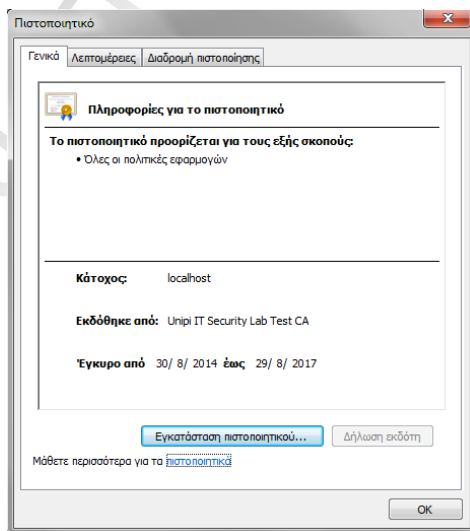 Πιστοποιητικό
Γενικά Λεπτομέρειες Διαδρομή πιστοποίησης
Πληροφορίες για το πιστοποιητικό
Το πιστοποιητικό προορίζεται για τους εξής σκοπούς:
• Όλες οι πολιτικές εφαρμογών
Κάτοχος: localhost
Εκδόθηκε από: Unipi IT Security Lab Test CA
Έγκυρο από 30/ 8/ 2014 έως 29/ 8/ 2017
Εγκατάσταση πιστοποιητικού... Δήλωση εκδότη
Μάθετε περισσότερα για τα πιστοποιητικά
OK